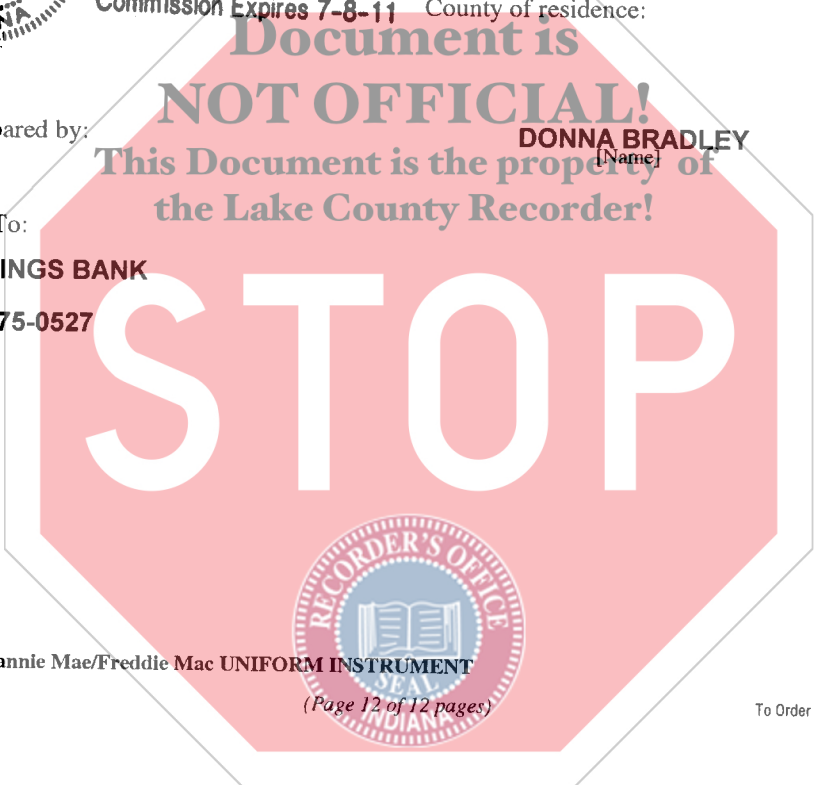 Commission Expires 7-8-11 County of residence:
Document is
NOT OFFICIAL!
ared by:
DONNA BRADLEY
[Name]
This Document is the property of
the Lake County Recorder!
To:
INGS BANK
75-0527
STOP
RECORDER'S OFFICE
annie Mae/Freddie Mac UNIFORM INSTRUMENT
SEAL
(Page 12 of 12 pages)
INDIANA
To Order